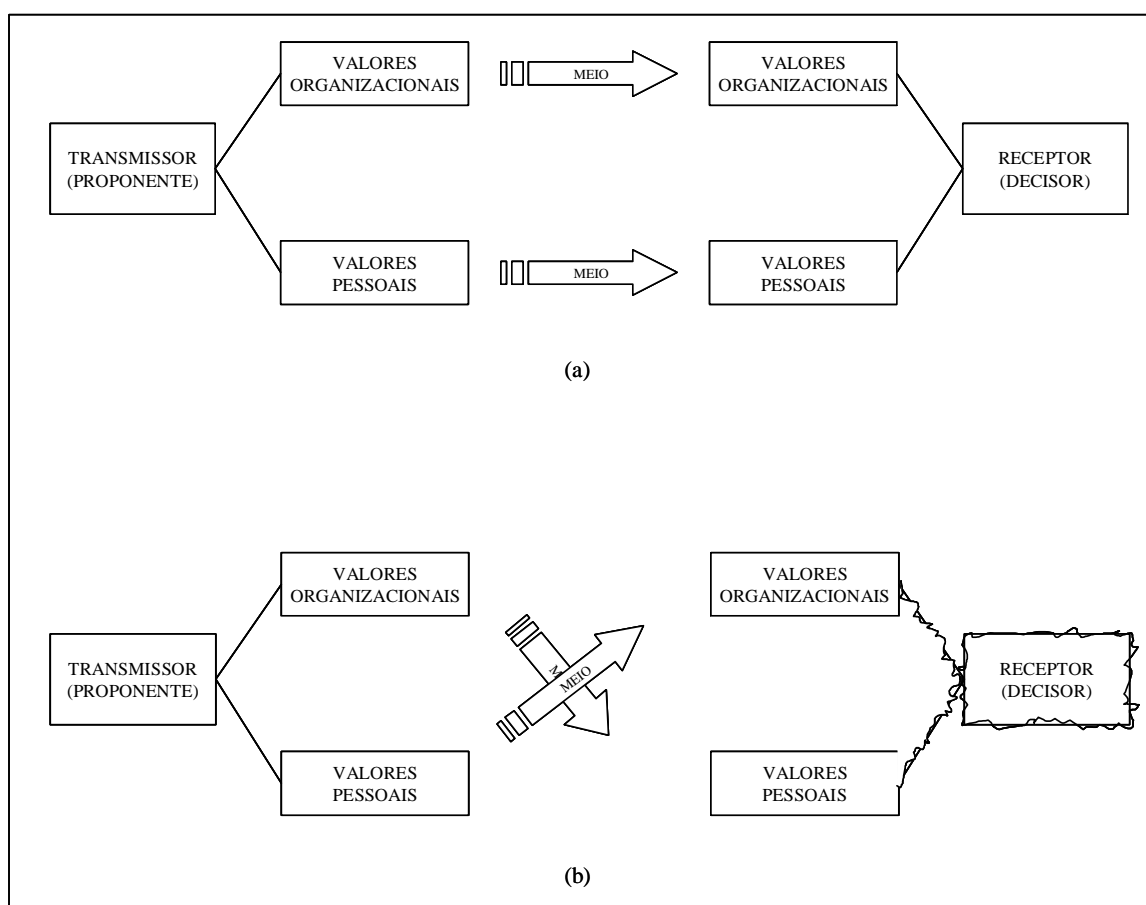 VALORES
ORGANIZACIONAIS
MEIO
VALORES
ORGANIZACIONAIS
TRANSMISSOR
(PROPONENTE)
RECEPTOR
(DECISOR)
VALORES
PESSOAIS
MEIO
VALORES
PESSOAIS
(a)
VALORES
ORGANIZACIONAIS
VALORES
ORGANIZACIONAIS
TRANSMISSOR
(PROPONENTE)
MEIO
RECEPTOR
(DECISOR)
VALORES
PESSOAIS
VALORES
PESSOAIS
(b)